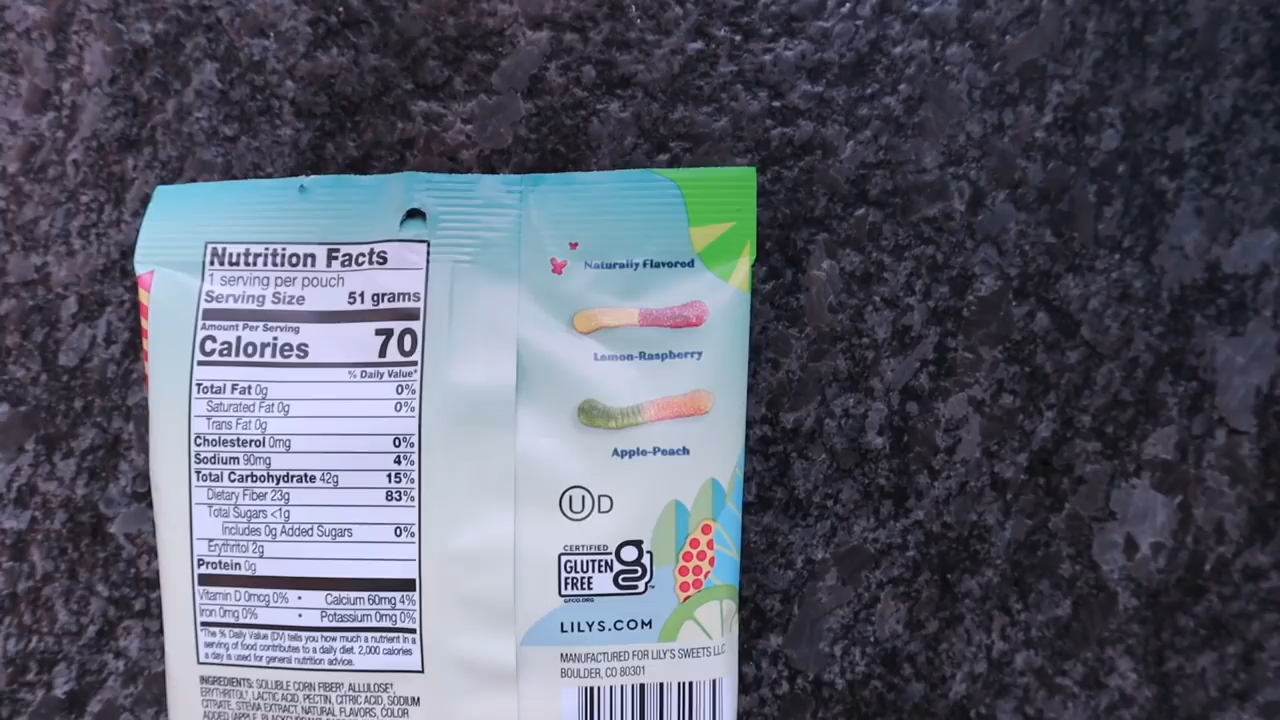 Nutrition Facts
1 serving per pouch
Serving Size 51 grams
Amount Per Serving
Calories 70
% Daily Value*
Total Fat 0g 0%
Saturated Fat 0g 0%
Trans Fat 0g
Cholesterol 0mg 0%
Sodium 90mg 4%
Total Carbohydrate 42g 15%
Dietary Fiber 23g 83%
Total Sugars <1g
Includes 0g Added Sugars 0%
Erythritol 2g
Protein 0g
Vitamin D 0mcg 0% • Calcium 60mg 4%
Iron 0mg 0% • Potassium 0mg 0%
*The % Daily Value (DV) tells you how much a nutrient in a
serving of food contributes to a daily diet. 2,000 calories
a day is used for general nutrition advice.
INGREDIENTS: SOLUBLE CORN FIBER†, ALLULOSE†,
ERYTHRITOL†, LACTIC ACID, PECTIN, CITRIC ACID, SODIUM
CITRATE, STEVIA EXTRACT, NATURAL FLAVORS, COLOR
ADDED (APPLE, BLACKCURRANT,
Naturally Flavored
Lemon-Raspberry
Apple-Peach
U D
CERTIFIED
GLUTEN
FREE
g
GFCO.ORG
LILYS.COM
MANUFACTURED FOR LILY'S SWEETS LLC
BOULDER, CO 80301